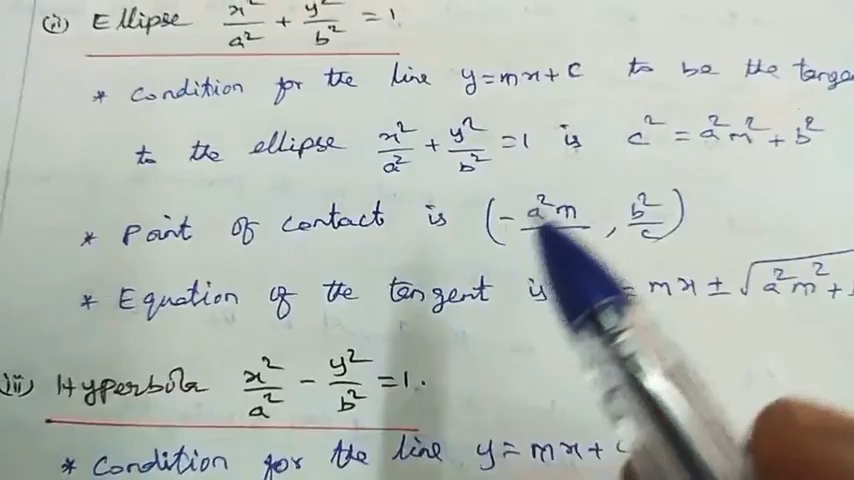 (ii) Ellipse x²/a² + y²/b² = 1
* condition for the line y = mx + c to be the
to the ellipse x²/a² + y²/b² = 1 is c² = a²m² + b²
* Point of contact is (- a²m , b²/c)
* Equation of the tangent is = mx ± √a²m² +
(iii) Hyperbola x²/a² - y²/b² = 1.
* condition for the line y = mx + c